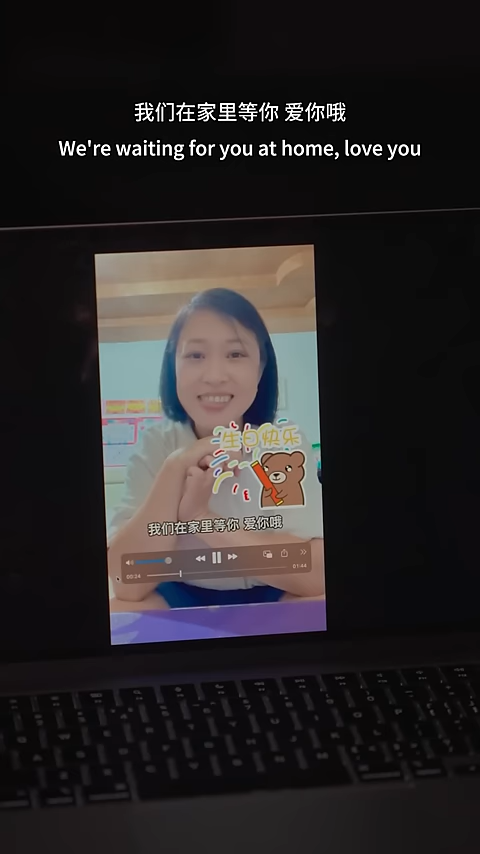 我们在家里等你 爱你哦
We're waiting for you at home, love you
生日快乐
我们在家里等你 爱你哦
00:24
01:44